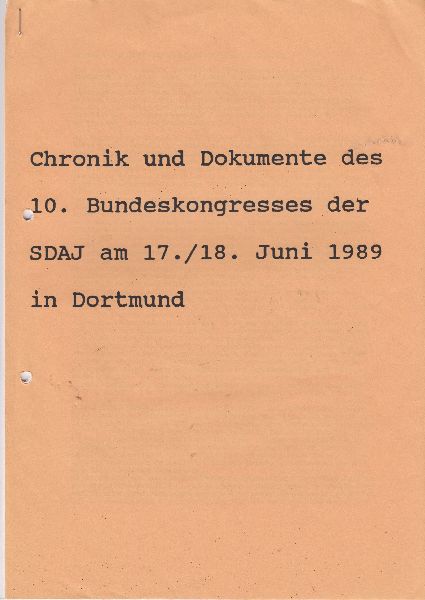 Chronik und Dokumente des
10. Bundeskongresses der
SDAJ am 17./18. Juni 1989
in Dortmund